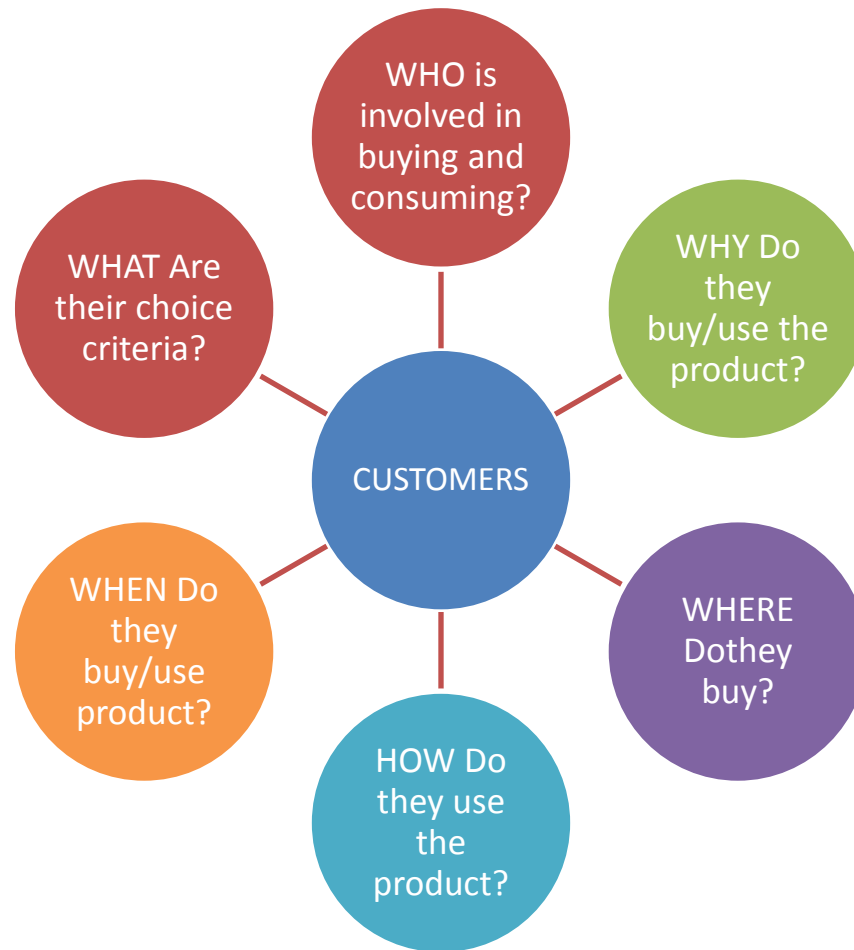 WHO is
involved in
buying and
consuming?
WHY Do
they
buy/use the
product?
WHERE
Dothey
buy?
HOW Do
they use
the
product?
WHEN Do
they
buy/use
product?
WHAT Are
their choice
criteria?
CUSTOMERS